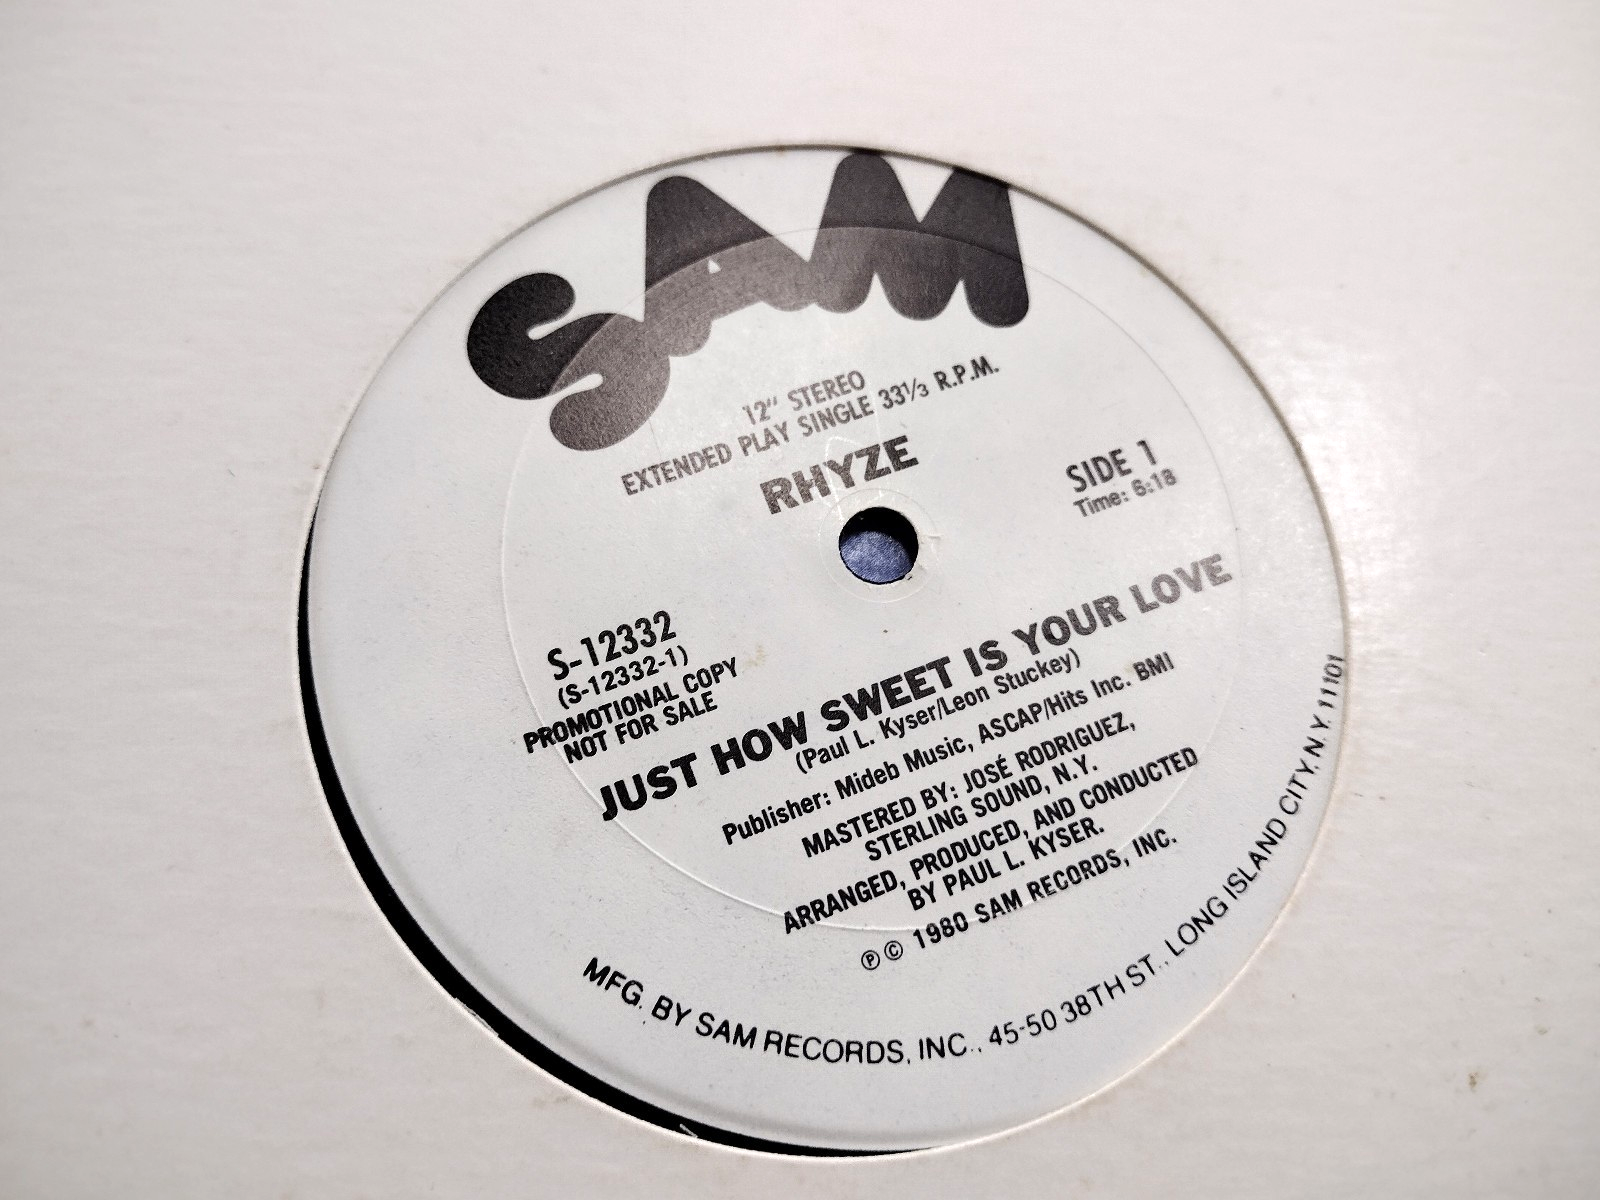 SAM
12" STEREO
EXTENDED PLAY SINGLE 33⅓ R.P.M.
RHYZE
SIDE 1
Time: 6:18
S-12332
(S-12332-1)
PROMOTIONAL COPY
NOT FOR SALE
JUST HOW SWEET IS YOUR LOVE
(Paul L. Kyser/Leon Stuckey)
Publisher: Mideb Music, ASCAP/Hits Inc. BMI
MASTERED BY: JOSÉ RODRIGUEZ,
STERLING SOUND, N.Y.
ARRANGED, PRODUCED, AND CONDUCTED
BY PAUL L. KYSER.
℗ © 1980 SAM RECORDS, INC.
MFG. BY SAM RECORDS, INC., 45-50 38TH ST., LONG ISLAND CITY, N.Y. 11101